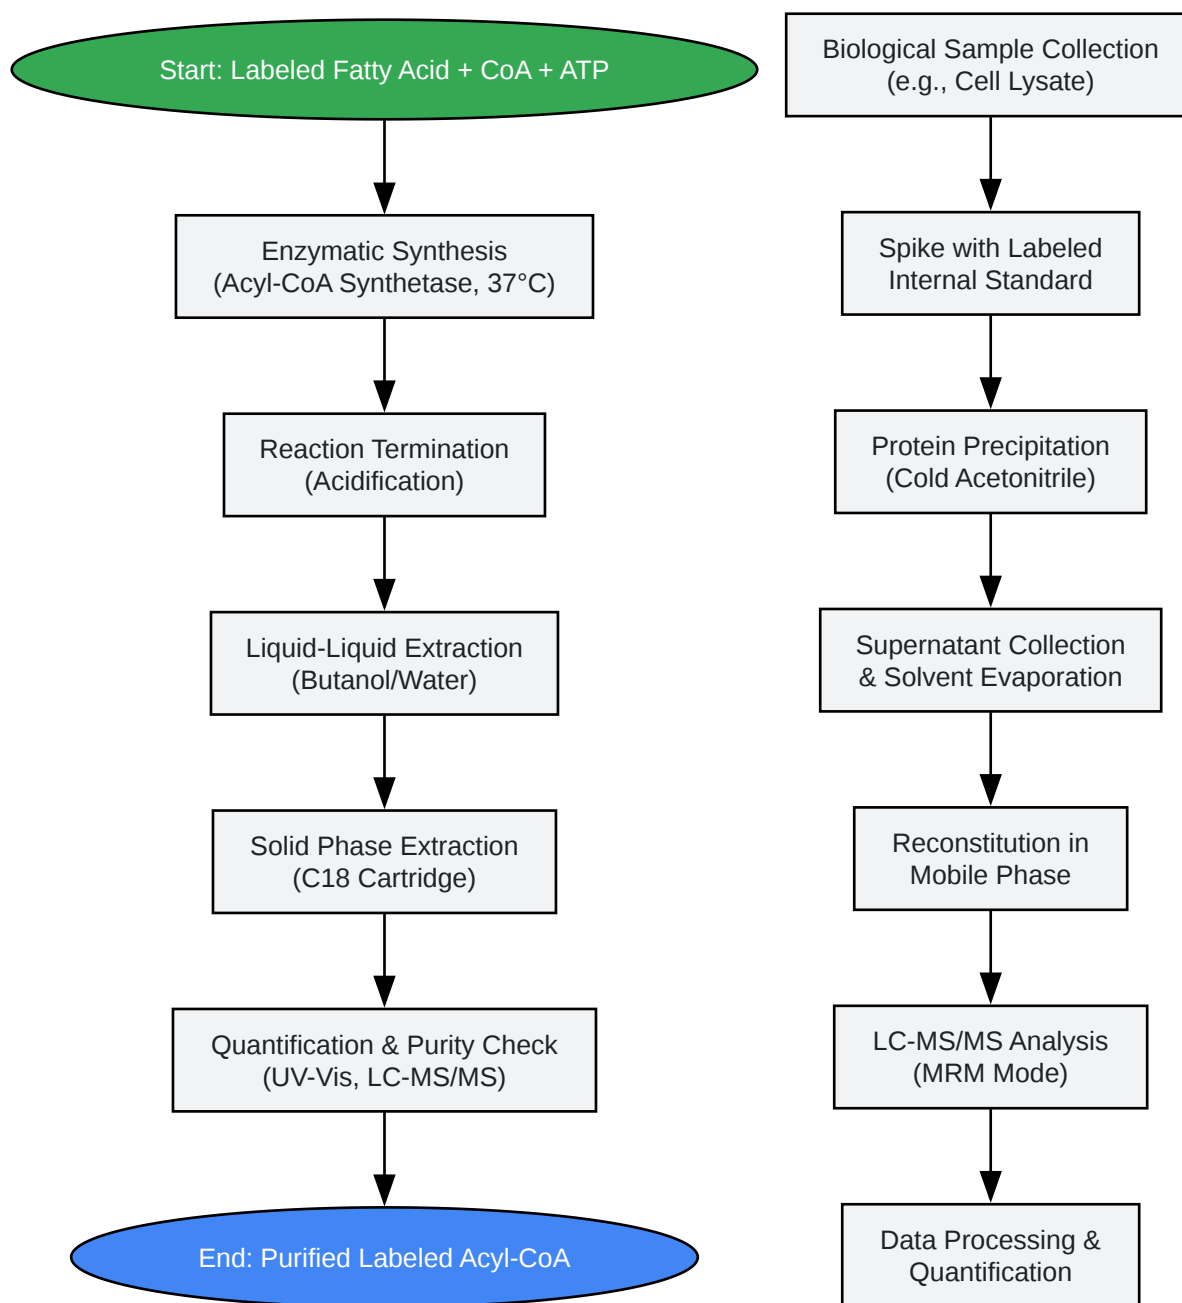 Start: Labeled Fatty Acid + CoA + ATP
Enzymatic Synthesis
(Acyl-CoA Synthetase, 37°C)
Reaction Termination
(Acidification)
Liquid-Liquid Extraction
(Butanol/Water)
Solid Phase Extraction
(C18 Cartridge)
Quantification & Purity Check
(UV-Vis, LC-MS/MS)
End: Purified Labeled Acyl-CoA
Biological Sample Collection
(e.g., Cell Lysate)
Spike with Labeled
Internal Standard
Protein Precipitation
(Cold Acetonitrile)
Supernatant Collection
& Solvent Evaporation
Reconstitution in
Mobile Phase
LC-MS/MS Analysis
(MRM Mode)
Data Processing &
Quantification